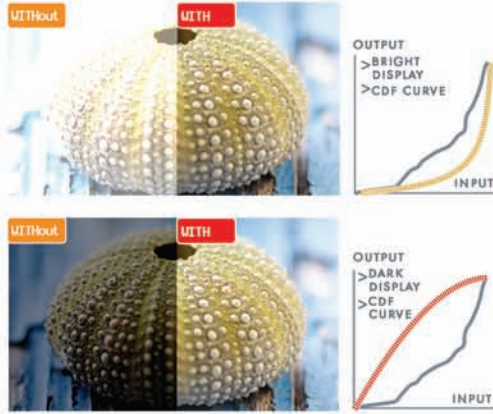 WITHout
WITH
OUTPUT
>BRIGHT
DISPLAY
>CDF CURVE
INPUT
WITHout
WITH
OUTPUT
>DARK
DISPLAY
>CDF
CURVE
INPUT